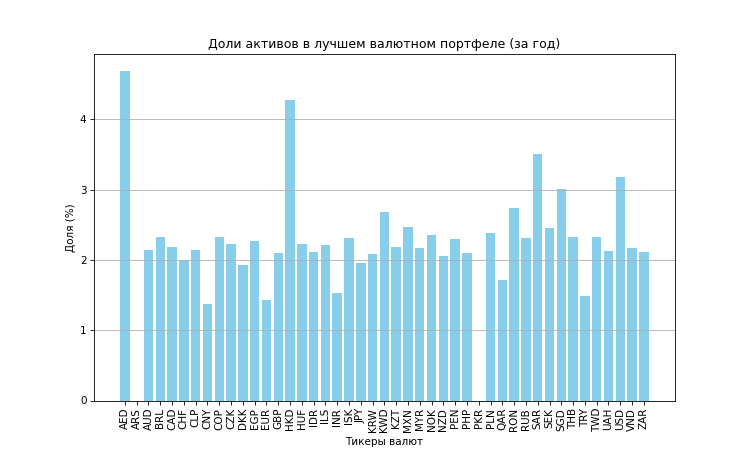 Доли активов в лучшем валютном портфеле (за год)
Доля (%)
4
3
2
1
0
AED ARS AUD BRL CAD CHF CLP CNY COP CZK DKK EGP EUR GBP HKD HUF IDR ILS INR ISK JPY KRW KWD KZT MXN MYR NOK NZD PEN PHP PKR PLN QAR RON RUB SAR SEK SGD THB TRY TWD UAH USD VND ZAR
Тикеры валют